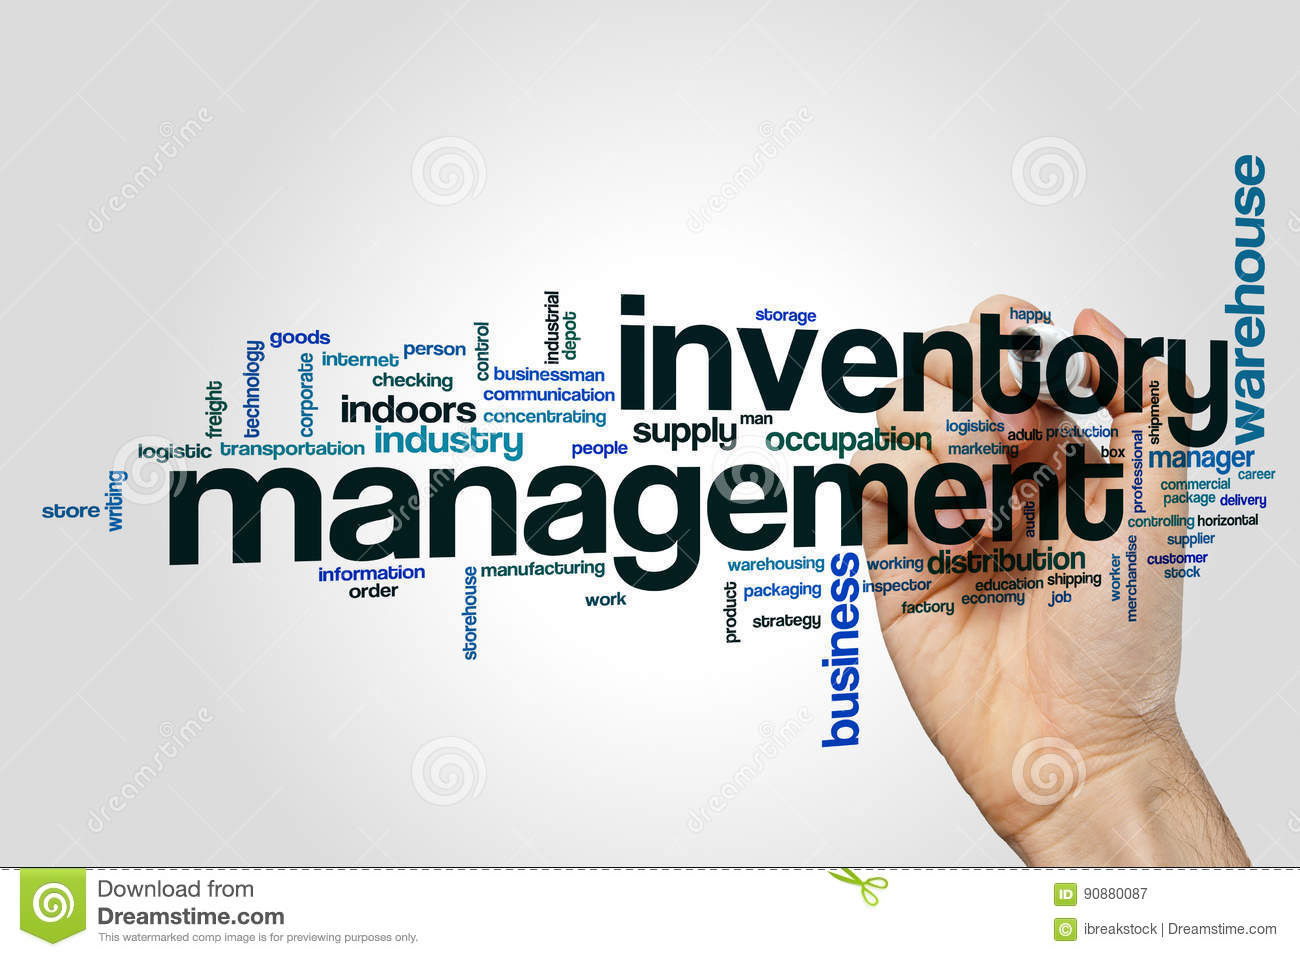 warehouse
inventory
storage
happy
industrial
depot
control
goods
person
internet
technology
corporate
checking
businessman
communication
concentrating
indoors
freight
industry
transportation
logistic
people
supply
man
occupation
logistics
adult
production
marketing
box
shipment
professional
manager
career
commercial
package
delivery
controlling
horizontal
supplier
customer
stock
management
store
writing
information
order
storehouse
manufacturing
work
warehousing
packaging
product
strategy
business
working
distribution
inspector
education
shipping
economy
job
factory
audit
worker
merchandise
dreamstime
dreamstime
dreamstime
dreamstime
Download from
Dreamstime.com
This watermarked comp image is for previewing purposes only.
ID 90880087
© ibreakstock | Dreamstime.com